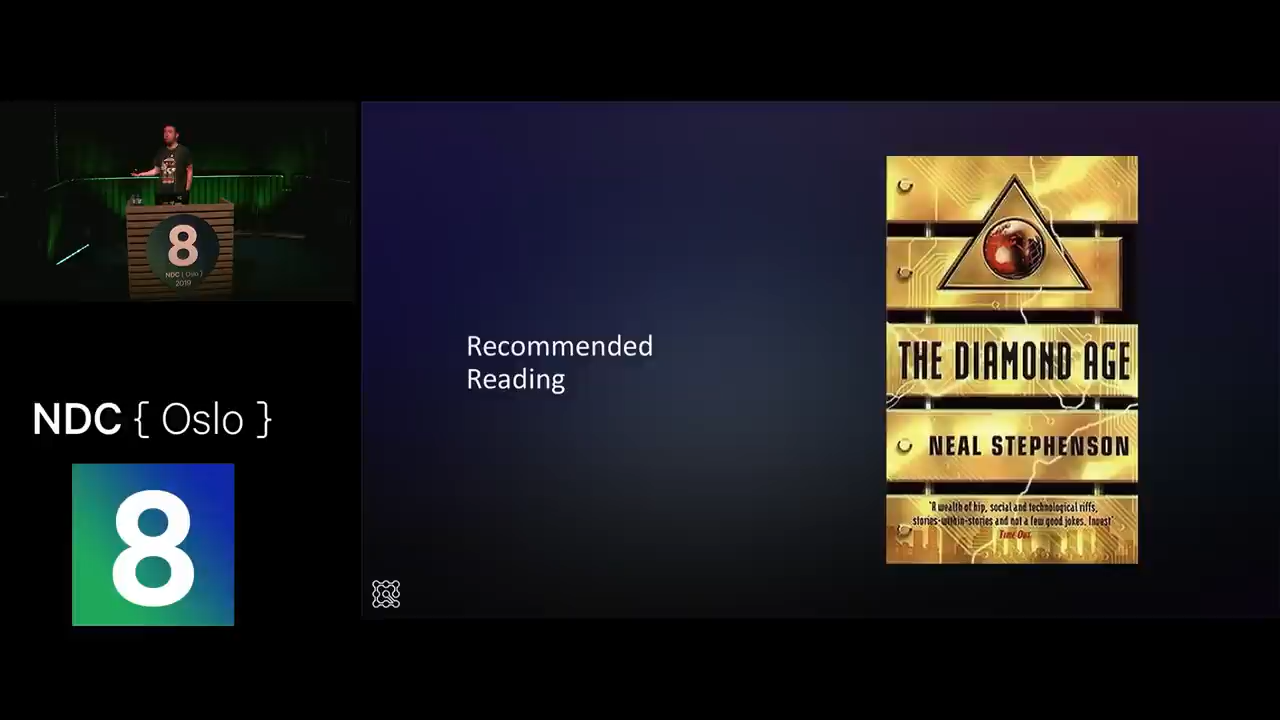 8
NDC { Oslo }
2019
NDC { Oslo }
8
Recommended
Reading
THE DIAMOND AGE
NEAL STEPHENSON
'A wealth of hip, social and technological riffs,
stories-within-stories and not a few good jokes. Invest'
Time Out